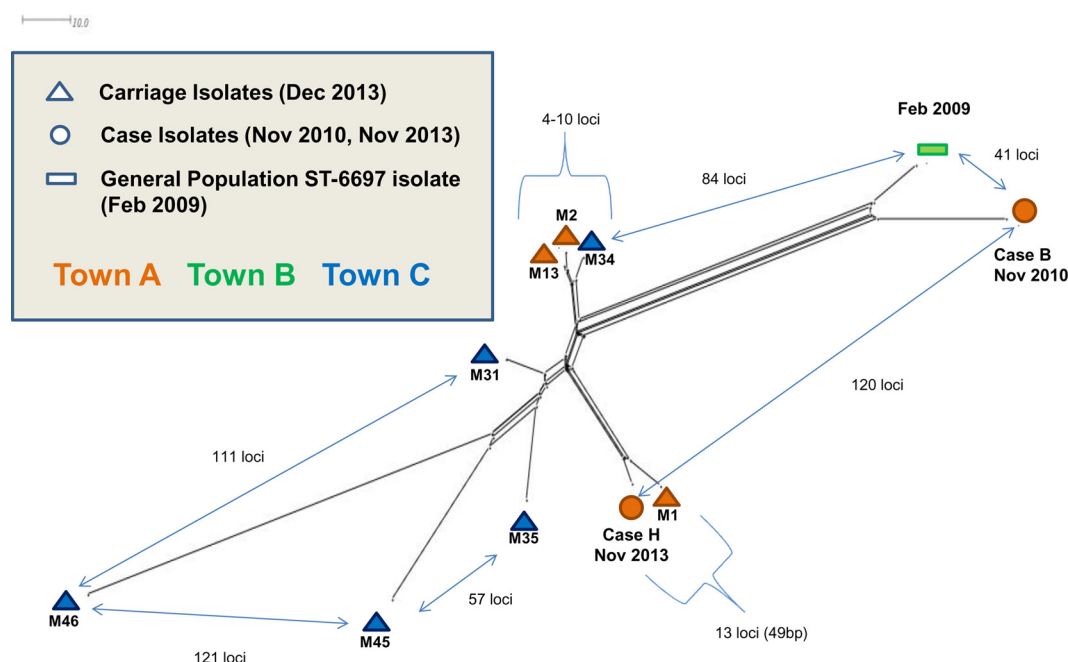 10.0
Carriage Isolates (Dec 2013)
Case Isolates (Nov 2010, Nov 2013)
General Population ST-6697 isolate
(Feb 2009)
Town A Town B Town C
4-10 loci
Feb 2009
84 loci
41 loci
M2
M13
M34
Case B
Nov 2010
M31
120 loci
111 loci
M1
M35
Case H
Nov 2013
57 loci
M46
M45
13 loci (49bp)
121 loci